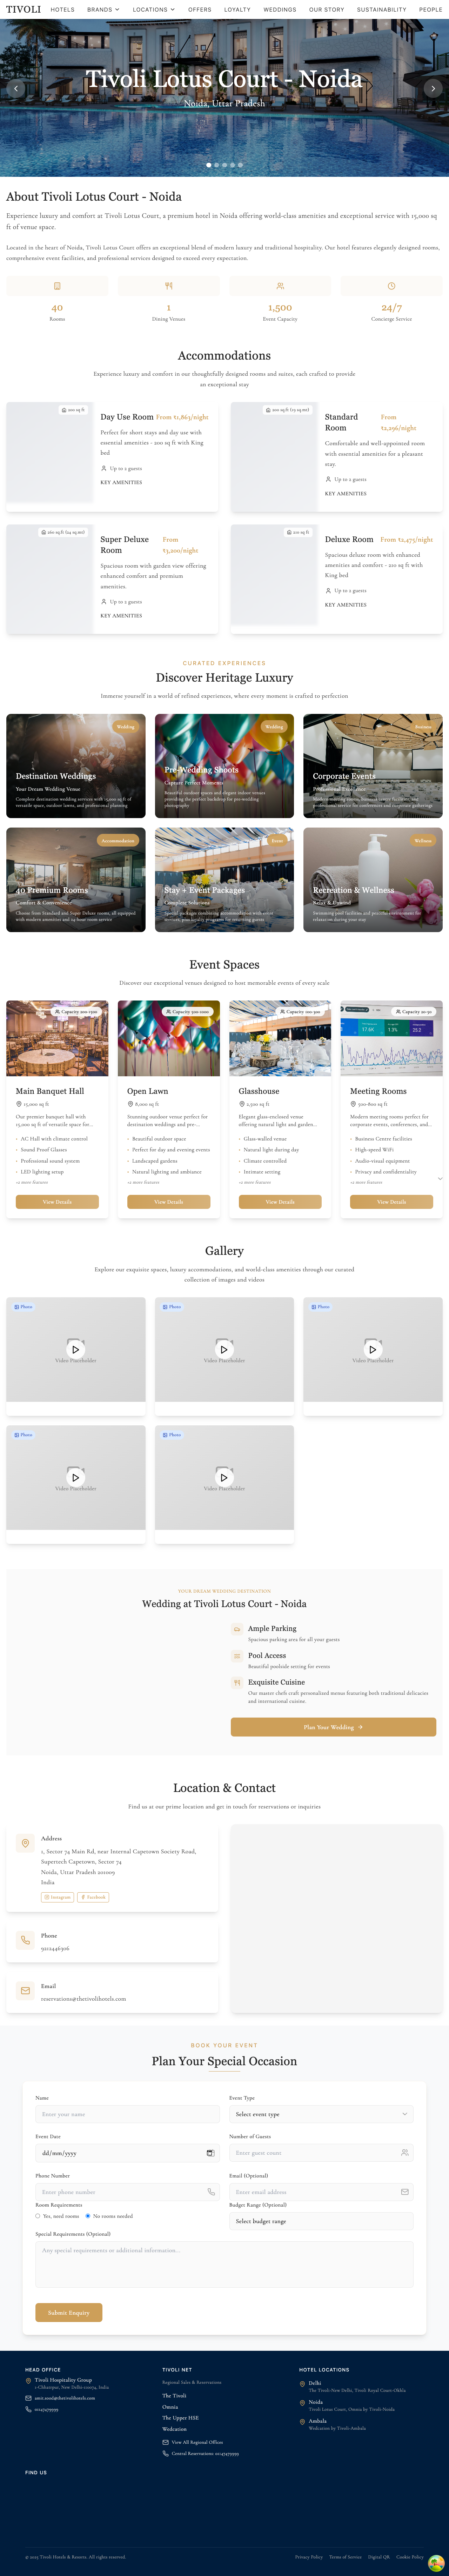 TIVOLI
HOTELS
BRANDS
LOCATIONS
OFFERS
LOYALTY
WEDDINGS
OUR STORY
SUSTAINABILITY
PEOPLE
Tivoli Lotus Court - Noida
Noida, Uttar Pradesh
About Tivoli Lotus Court - Noida
Experience luxury and comfort at Tivoli Lotus Court, a premium hotel in Noida offering world-class amenities and exceptional service with 15,000 sq
ft of venue space.
Located in the heart of Noida, Tivoli Lotus Court offers an exceptional blend of modern luxury and traditional hospitality. Our hotel features elegantly designed rooms,
comprehensive event facilities, and professional services designed to exceed every expectation.
40
Rooms
1
Dining Venues
1,500
Event Capacity
24/7
Concierge Service
Accommodations
Experience luxury and comfort in our thoughtfully designed rooms and suites, each crafted to provide
an exceptional stay
200 sq ft
Day Use Room From ₹1,863/night
Perfect for short stays and day use with
essential amenities - 200 sq ft with King
bed
Up to 2 guests
KEY AMENITIES
Standard
Room
From
₹2,296/night
Comfortable and well-appointed room
with essential amenities for a pleasant
stay.
Up to 2 guests
KEY AMENITIES
Super Deluxe
Room
From
₹3,200/night
Spacious room with garden view offering
enhanced comfort and premium
amenities.
Up to 2 guests
KEY AMENITIES
210 sq ft
Deluxe Room From ₹2,475/night
Spacious deluxe room with enhanced
amenities and comfort - 210 sq ft with
King bed
Up to 2 guests
KEY AMENITIES
CURATED EXPERIENCES
Discover Heritage Luxury
Immerse yourself in a world of refined experiences, where every moment is crafted to perfection
Wedding
Destination Weddings
Your Dream Wedding Venue
Complete destination wedding services with 15,000 sq ft of
versatile space, outdoor lawns, and professional planning
Wedding
Pre-Wedding Shoots
Capture Perfect Moments
Beautiful outdoor spaces and elegant indoor venues
providing the perfect backdrop for pre-wedding
photography
Business
Corporate Events
Professional Excellence
Modern meeting rooms, business center facilities, and
professional service for conferences and corporate gatherings
Accommodation
40 Premium Rooms
Comfort & Convenience
Choose from Standard and Super Deluxe rooms, all equipped
with modern amenities and 24-hour room service
Event
Stay + Event Packages
Complete Solutions
Special packages combining accommodation with event
services, plus loyalty programs for returning guests
Wellness
Recreation & Wellness
Relax & Unwind
Swimming pool facilities and peaceful environment for
relaxation during your stay
Event Spaces
Discover our exceptional venues designed to host memorable events of every scale
Capacity 200-1500
Main Banquet Hall
15,000 sq ft
Our premier banquet hall with
15,000 sq ft of versatile space for...
• AC Hall with climate control
• Sound Proof Glasses
• Professional sound system
• LED lighting setup
View Details
Capacity 300-1000
Open Lawn
8,000 sq ft
Stunning outdoor venue perfect for
destination weddings and pre-...
• Beautiful outdoor space
• Perfect for day and evening events
• Landscaped gardens
• Natural lighting and ambiance
View Details
Capacity 100-300
Glasshouse
2,500 sq ft
Elegant glass-enclosed venue
offering natural light and garden...
• Glass-walled venue
• Natural light during day
• Climate controlled
• Intimate setting
View Details
Capacity 10-50
Meeting Rooms
500-800 sq ft
Modern meeting rooms perfect for
corporate events, conferences, and...
• Business Centre facilities
• High-speed WiFi
• Audio-visual equipment
• Privacy and confidentiality
View Details
Gallery
Explore our exquisite spaces, luxury accommodations, and world-class amenities through our curated
collection of images and videos
Photo
Video Placeholder
Photo
Video Placeholder
Photo
Video Placeholder
Photo
Video Placeholder
Photo
Video Placeholder
YOUR DREAM WEDDING DESTINATION
Wedding at Tivoli Lotus Court - Noida
Ample Parking
Spacious parking area for all your guests
Pool Access
Beautiful poolside setting for events
Exquisite Cuisine
Our master chefs craft personalized menus featuring both traditional delicacies
and international cuisine.
Plan Your Wedding →
Location & Contact
Find us at our prime location and get in touch for reservations or inquiries
Address
1, Sector 74 Main Rd, near Internal Capetown Society Road,
Supertech Capetown, Sector 74
Noida, Uttar Pradesh 201009
India
Instagram
Facebook
Phone
9212446306
Email
reservations@thetivolihotels.com
BOOK YOUR EVENT
Plan Your Special Occasion
Name
Event Type
Enter your name
Select event type
Event Date
Number of Guests
dd/mm/yyyy
Enter guest count
Phone Number
Email (Optional)
Enter phone number
Enter email address
Room Requirements
Budget Range (Optional)
Yes, need rooms
No rooms needed
Select budget range
Special Requirements (Optional)
Any special requirements or additional information...
Submit Enquiry
HEAD OFFICE
Tivoli Hospitality Group
1-Chhatarpur, New Delhi-110074, India
FIND US
TIVOLI NET
Regional Sales & Reservations
The Tivoli
Omnia
The Upper HSE
Wedcation
View All Regional Offices
HOTEL LOCATIONS
Delhi
The Tivoli-New Delhi, Tivoli Royal Court-Okhla
Noida
Tivoli Lotus Court, Omnia by Tivoli-Noida
Ambala
Wedcation by Tivoli-Ambala
© 2025 Tivoli Hotels & Resorts. All rights reserved.
Privacy Policy
Terms of Service
Digital QR
Cookie Policy